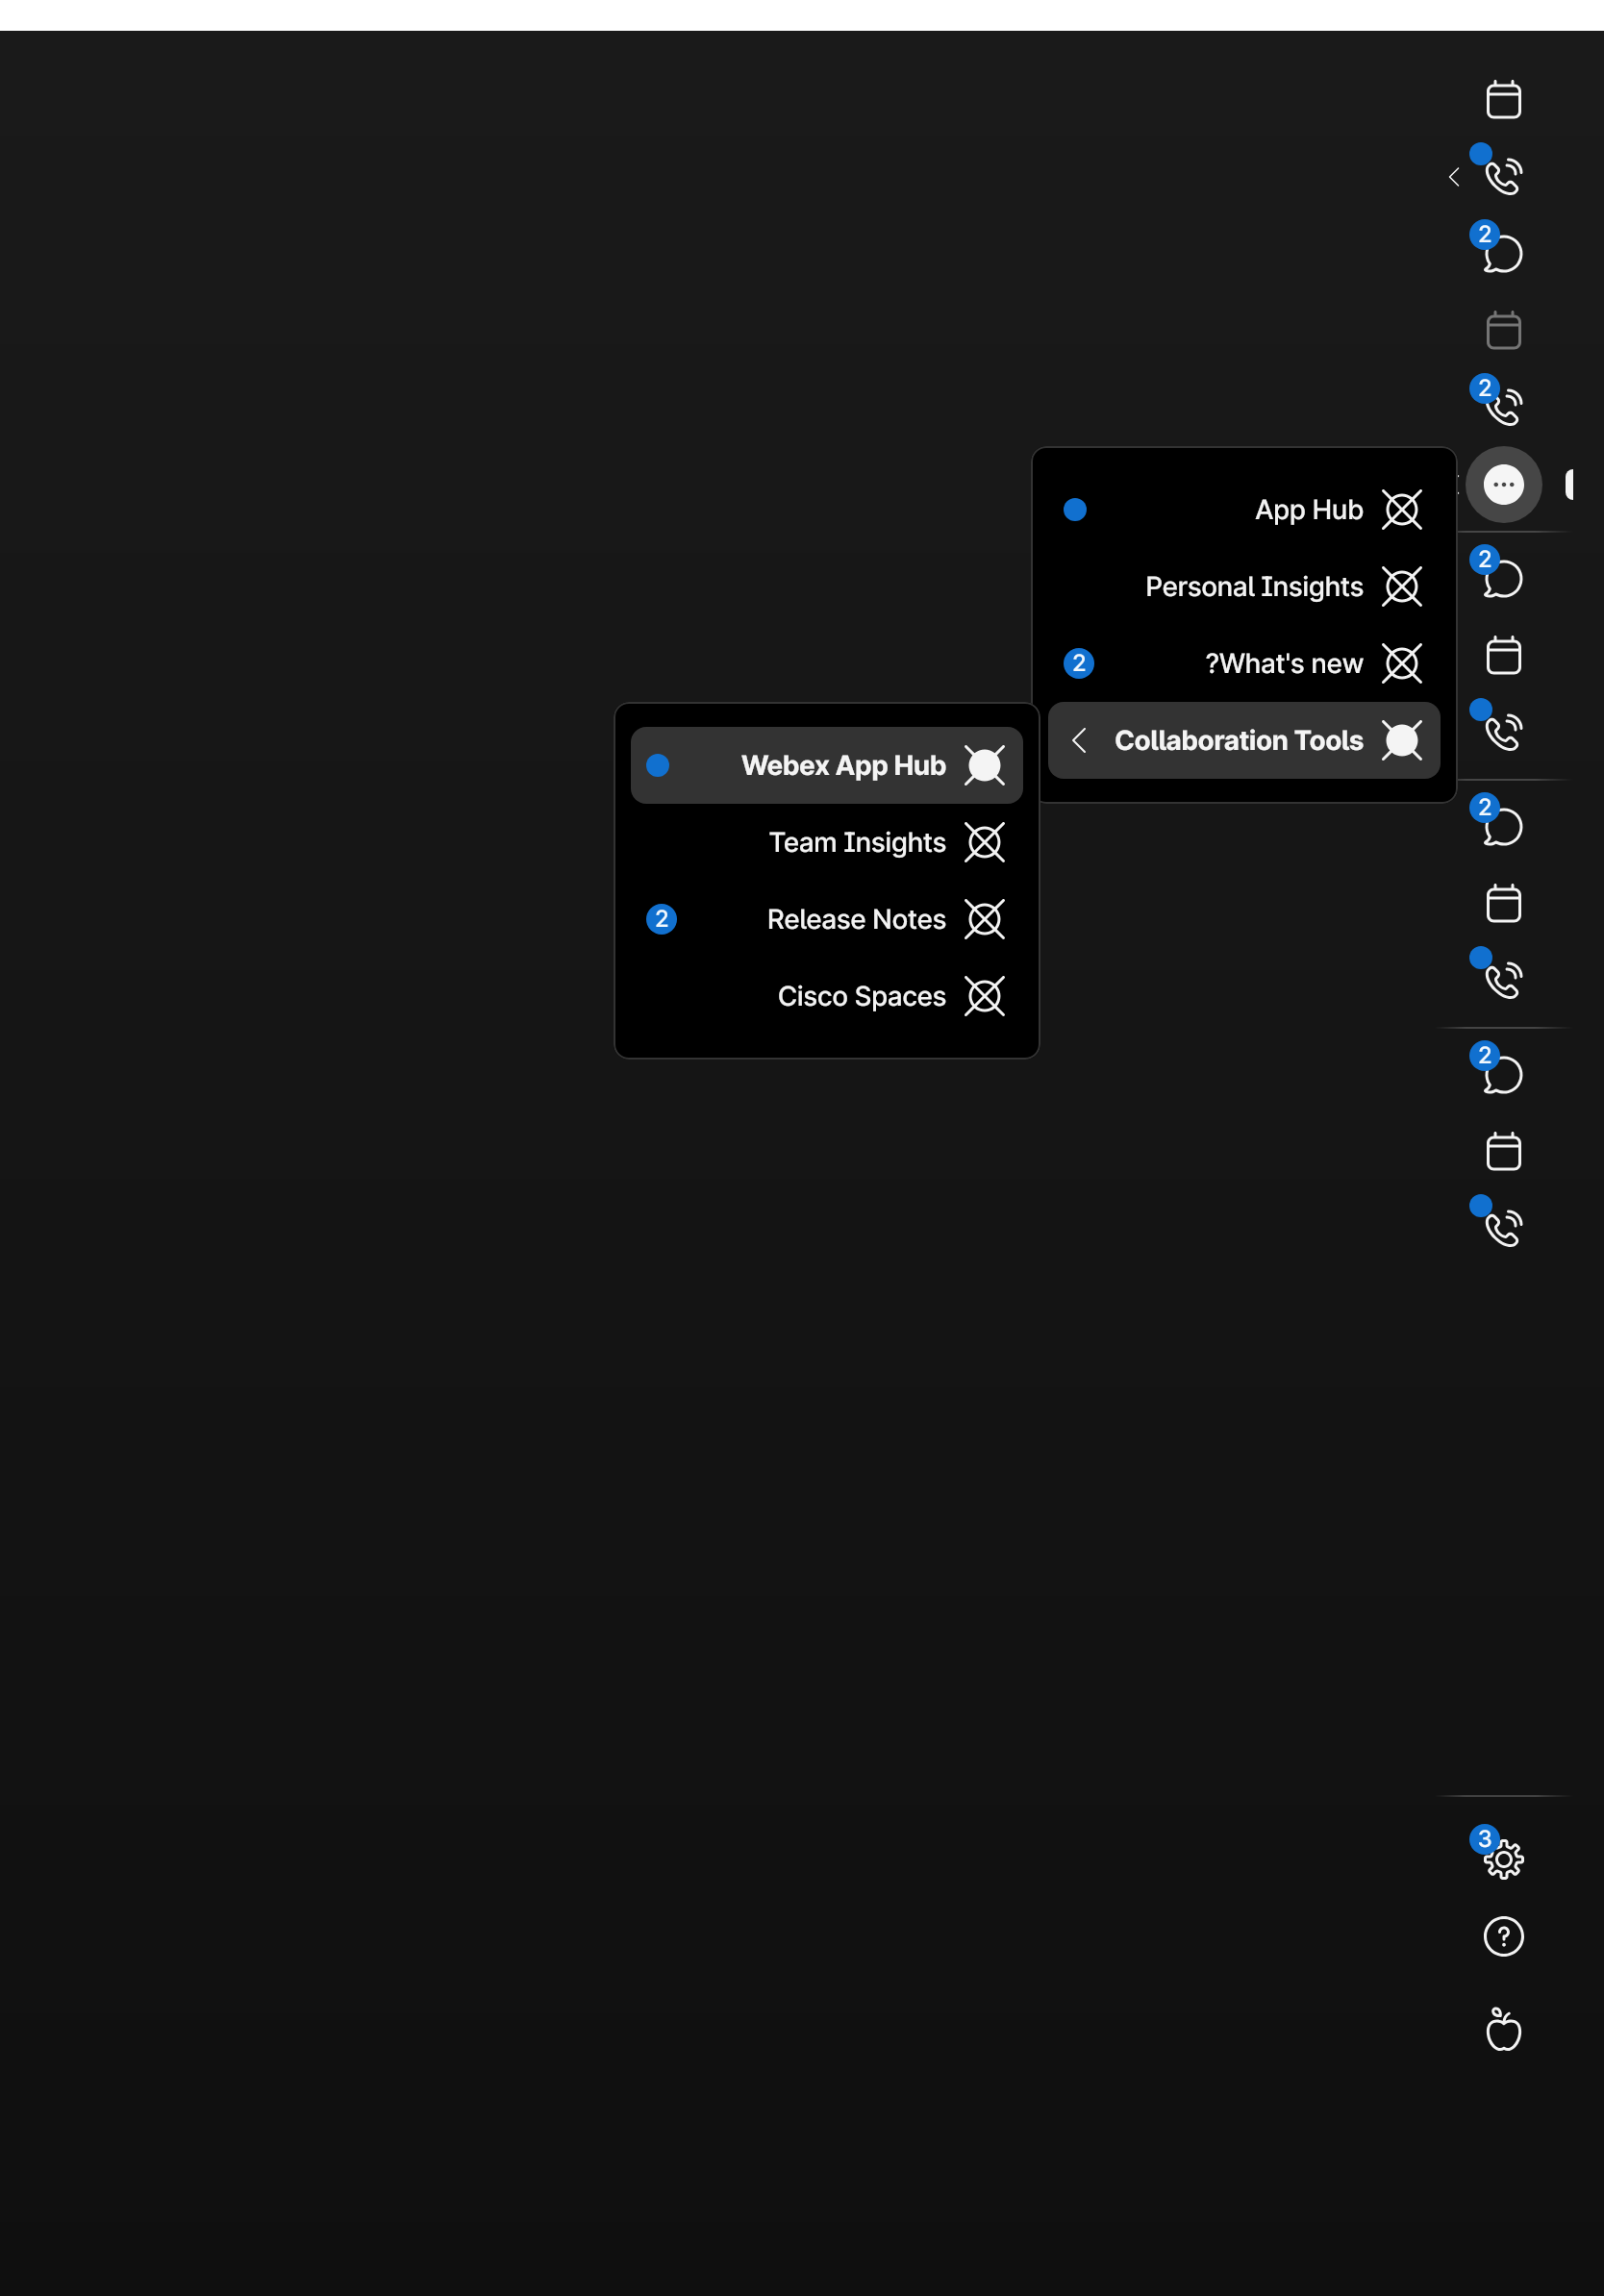 2
2
App Hub
Personal Insights
?What's new
2
Collaboration Tools
Webex App Hub
Team Insights
Release Notes
2
Cisco Spaces
2
2
2
3
?